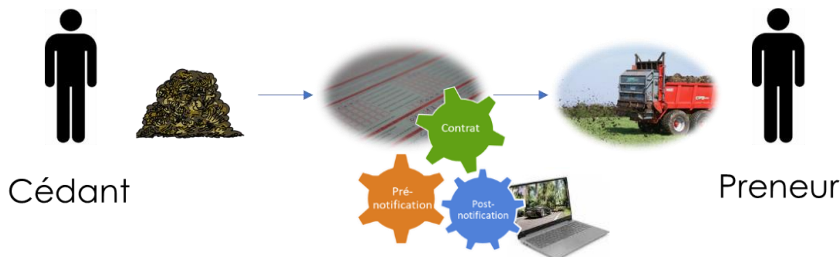 Cédant
Contrat
Pré-
notification
Post-
notification
Preneur